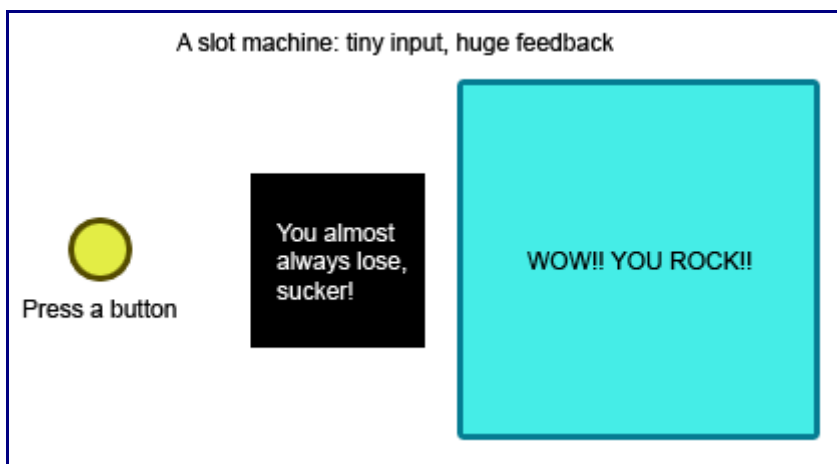 A slot machine: tiny input, huge feedback
Press a button
You almost
always lose,
sucker!
WOW!! YOU ROCK!!